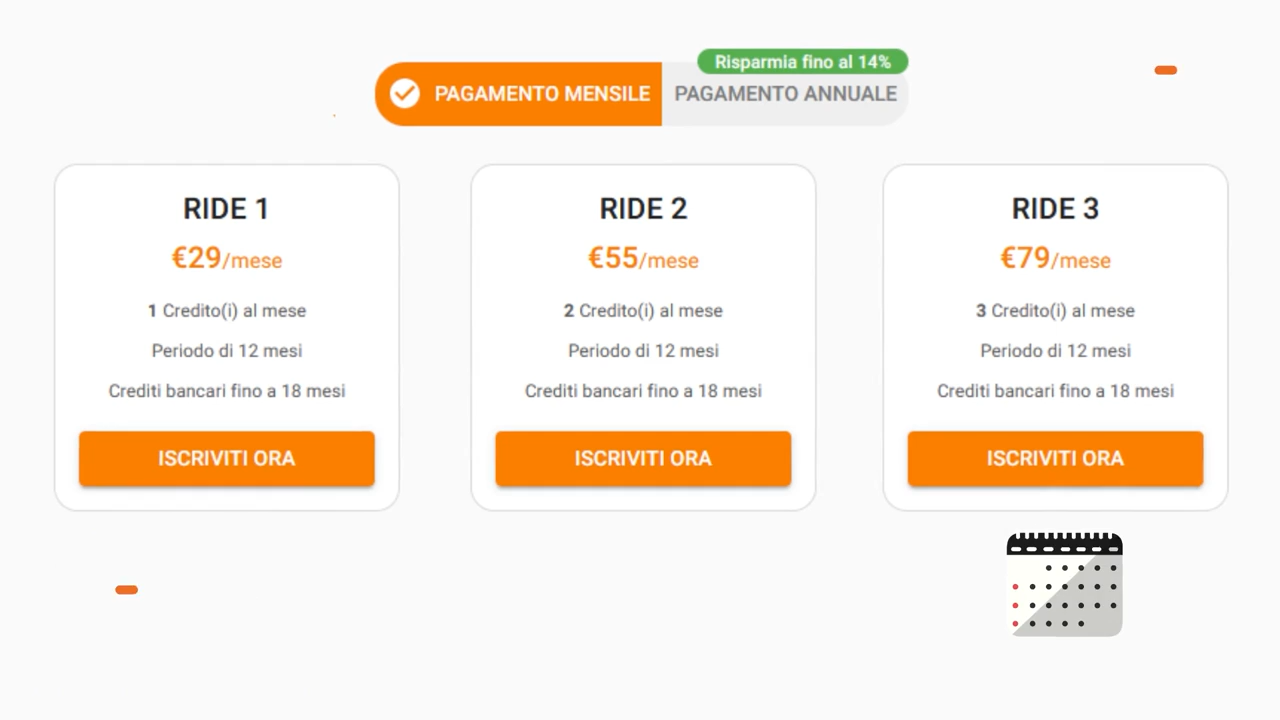 Risparmia fino al 14%
PAGAMENTO MENSILE
PAGAMENTO ANNUALE
RIDE 1
€29/mese
1 Credito(i) al mese
Periodo di 12 mesi
Crediti bancari fino a 18 mesi
ISCRIVITI ORA
RIDE 2
€55/mese
2 Credito(i) al mese
Periodo di 12 mesi
Crediti bancari fino a 18 mesi
ISCRIVITI ORA
RIDE 3
€79/mese
3 Credito(i) al mese
Periodo di 12 mesi
Crediti bancari fino a 18 mesi
ISCRIVITI ORA